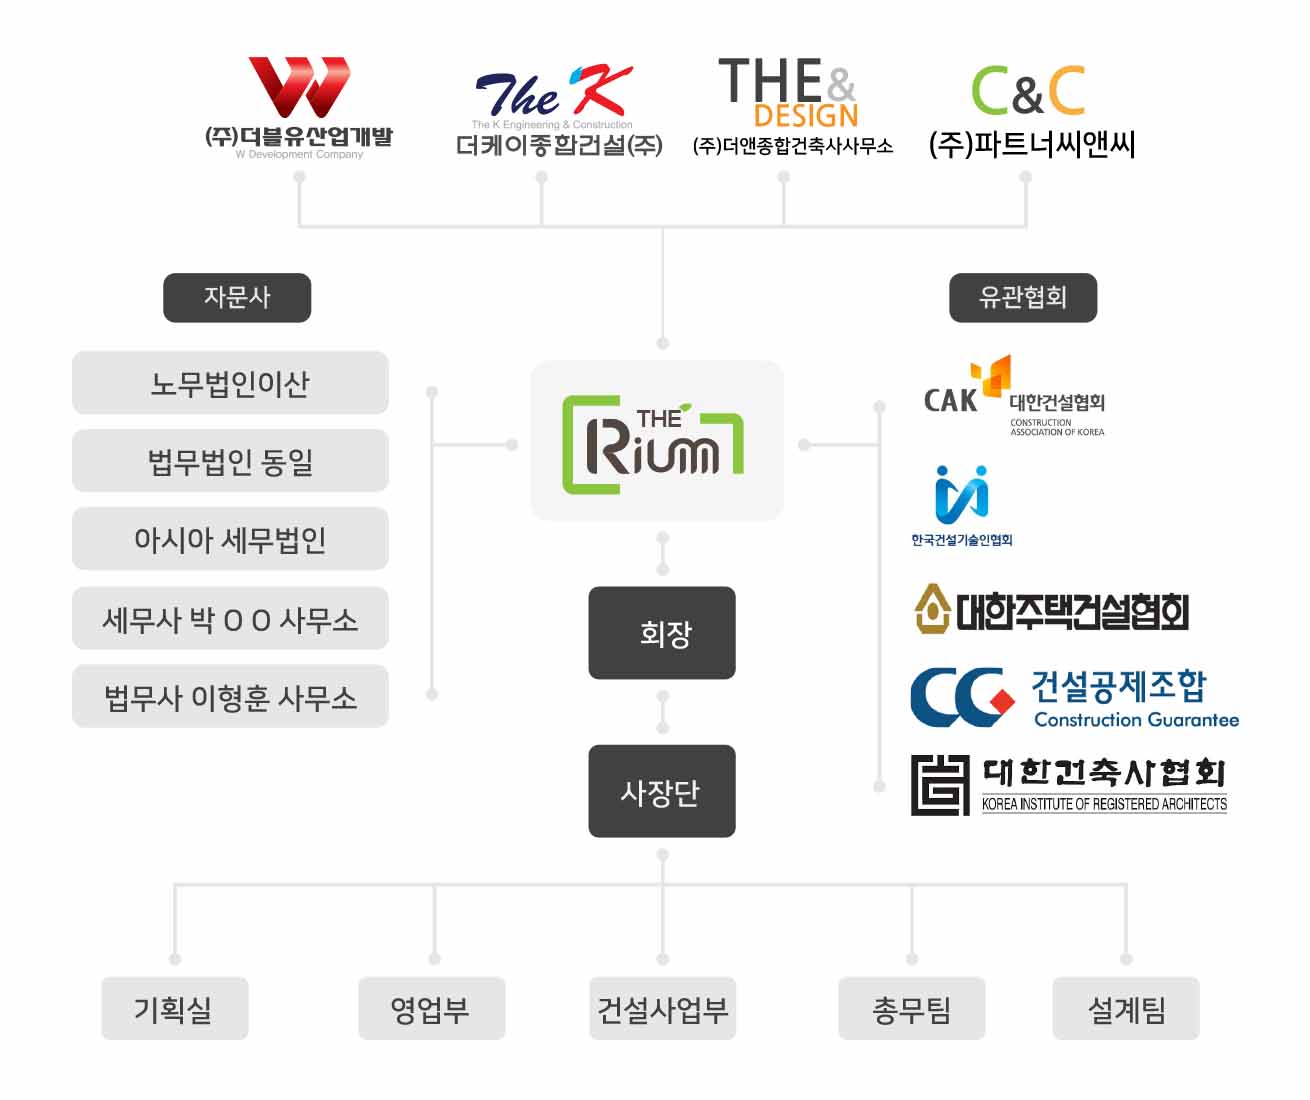 (주)더블유산업개발
W Development Company
The K
The K Engineering & Construction
더케이종합건설(주)
THE &
DESIGN
(주)더앤종합건축사사무소
C&C
(주)파트너씨앤씨
자문사
노무법인이산
법무법인 동일
아시아 세무법인
세무사 박 O O 사무소
법무사 이형훈 사무소
THE
Rium
회장
사장단
유관협회
CAK 대한건설협회
CONSTRUCTION
ASSOCIATION OF KOREA
한국건설기술인협회
대한주택건설협회
CG 건설공제조합
Construction Guarantee
대한건축사협회
KOREA INSTITUTE OF REGISTERED ARCHITECTS
기획실
영업부
건설사업부
총무팀
설계팀